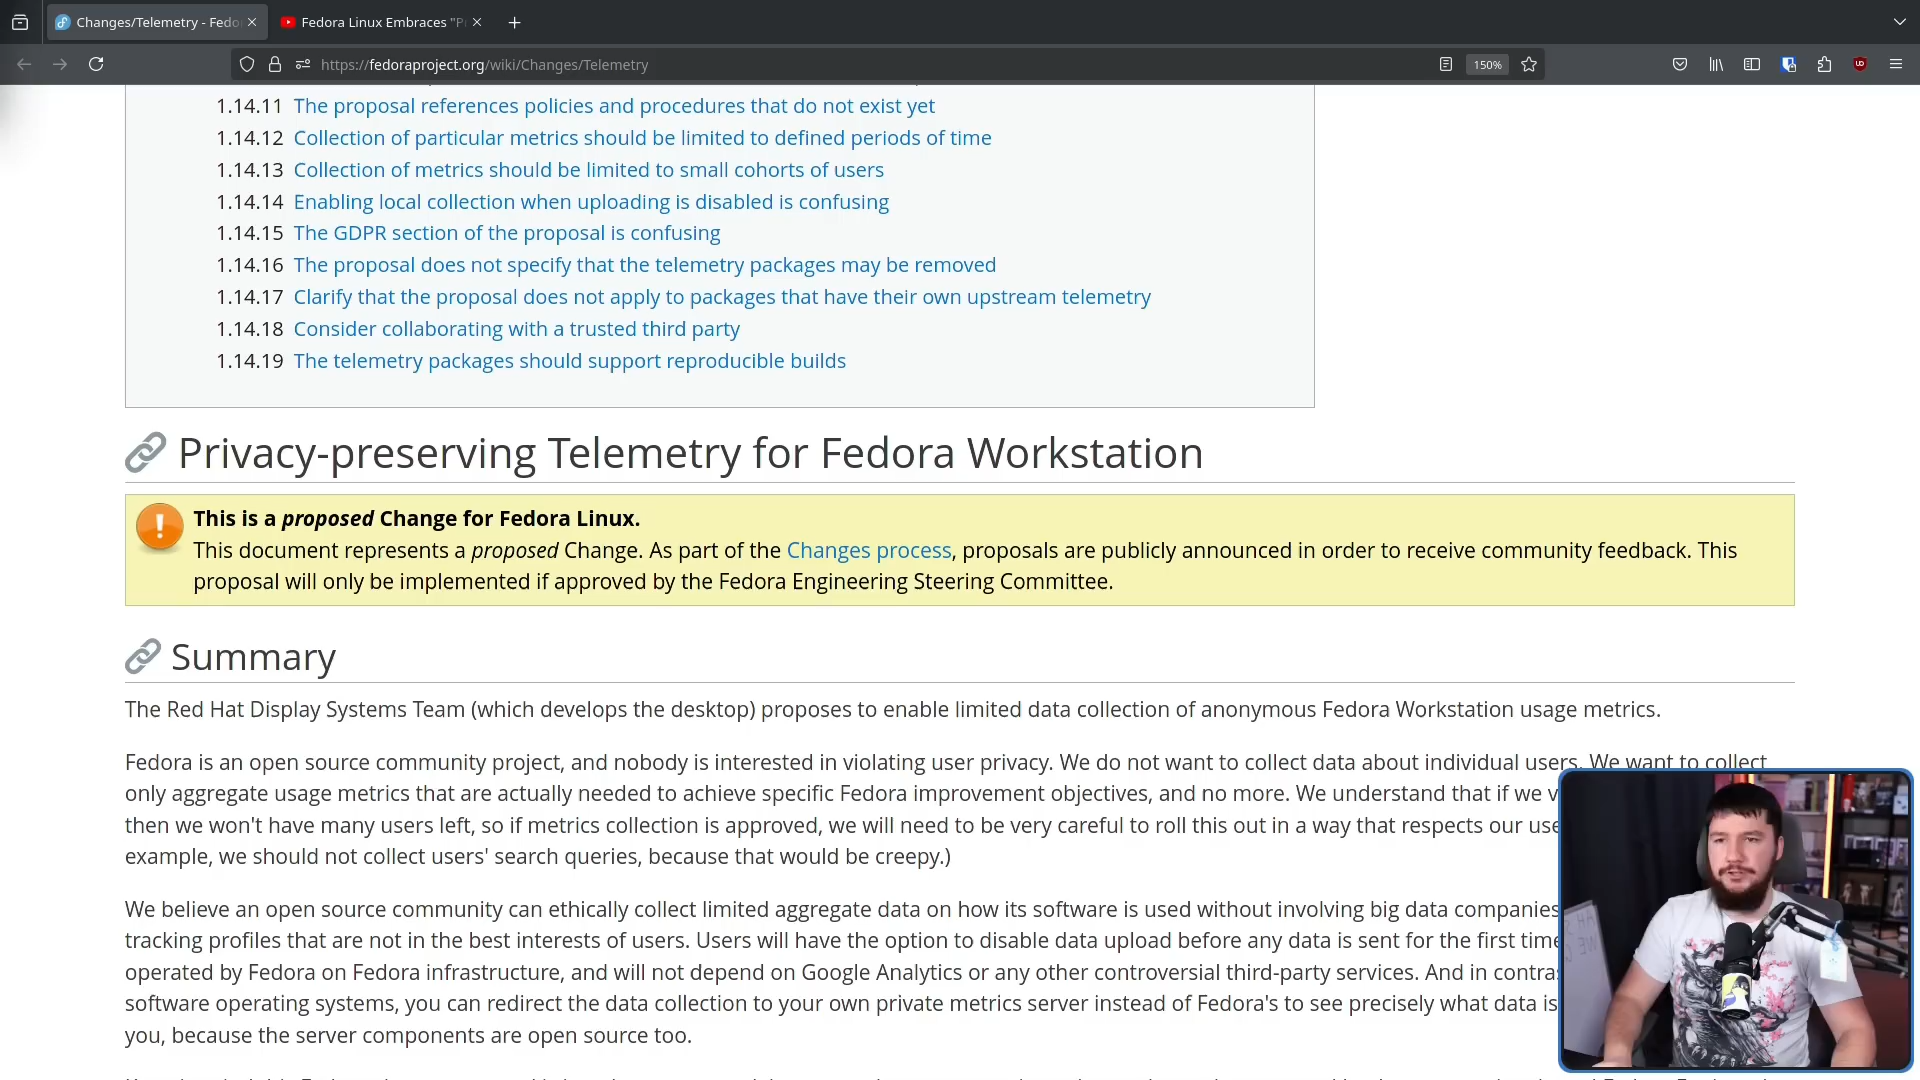 Changes/Telemetry - Fedo
Fedora Linux Embraces "P
https://fedoraproject.org/wiki/Changes/Telemetry
150%
1.14.11 The proposal references policies and procedures that do not exist yet
1.14.12 Collection of particular metrics should be limited to defined periods of time
1.14.13 Collection of metrics should be limited to small cohorts of users
1.14.14 Enabling local collection when uploading is disabled is confusing
1.14.15 The GDPR section of the proposal is confusing
1.14.16 The proposal does not specify that the telemetry packages may be removed
1.14.17 Clarify that the proposal does not apply to packages that have their own upstream telemetry
1.14.18 Consider collaborating with a trusted third party
1.14.19 The telemetry packages should support reproducible builds
Privacy-preserving Telemetry for Fedora Workstation
This is a proposed Change for Fedora Linux.
This document represents a proposed Change. As part of the Changes process, proposals are publicly announced in order to receive community feedback. This
proposal will only be implemented if approved by the Fedora Engineering Steering Committee.
Summary
The Red Hat Display Systems Team (which develops the desktop) proposes to enable limited data collection of anonymous Fedora Workstation usage metrics.
Fedora is an open source community project, and nobody is interested in violating user privacy. We do not want to collect data about individual users. We want to collect
only aggregate usage metrics that are actually needed to achieve specific Fedora improvement objectives, and no more. We understand that if we v
then we won't have many users left, so if metrics collection is approved, we will need to be very careful to roll this out in a way that respects our use
example, we should not collect users' search queries, because that would be creepy.)
We believe an open source community can ethically collect limited aggregate data on how its software is used without involving big data companies
tracking profiles that are not in the best interests of users. Users will have the option to disable data upload before any data is sent for the first time
operated by Fedora on Fedora infrastructure, and will not depend on Google Analytics or any other controversial third-party services. And in contras
software operating systems, you can redirect the data collection to your own private metrics server instead of Fedora's to see precisely what data is
you, because the server components are open source too.